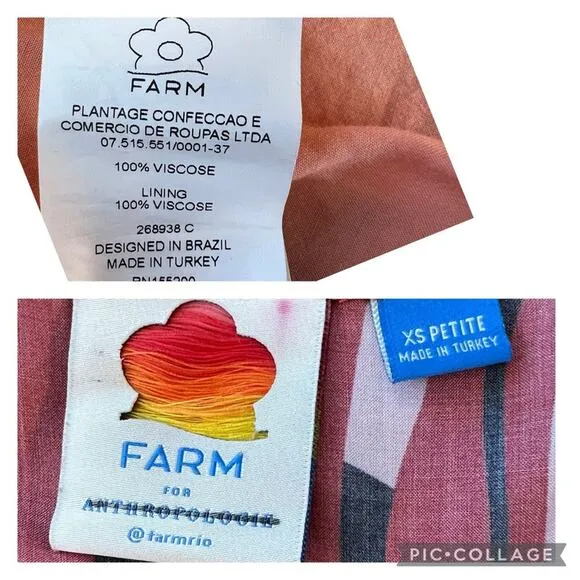 FARM
PLANTAGE CONFECCAO E
COMERCIO DE ROUPAS LTDA
07.515.551/0001-37
100% VISCOSE
LINING
100% VISCOSE
268938 C
DESIGNED IN BRAZIL
MADE IN TURKEY
RN155200
FARM
FOR
ANTHROPOLOGIE
@farmrio
XS PETITE
MADE IN TURKEY
PIC•COLLAGE